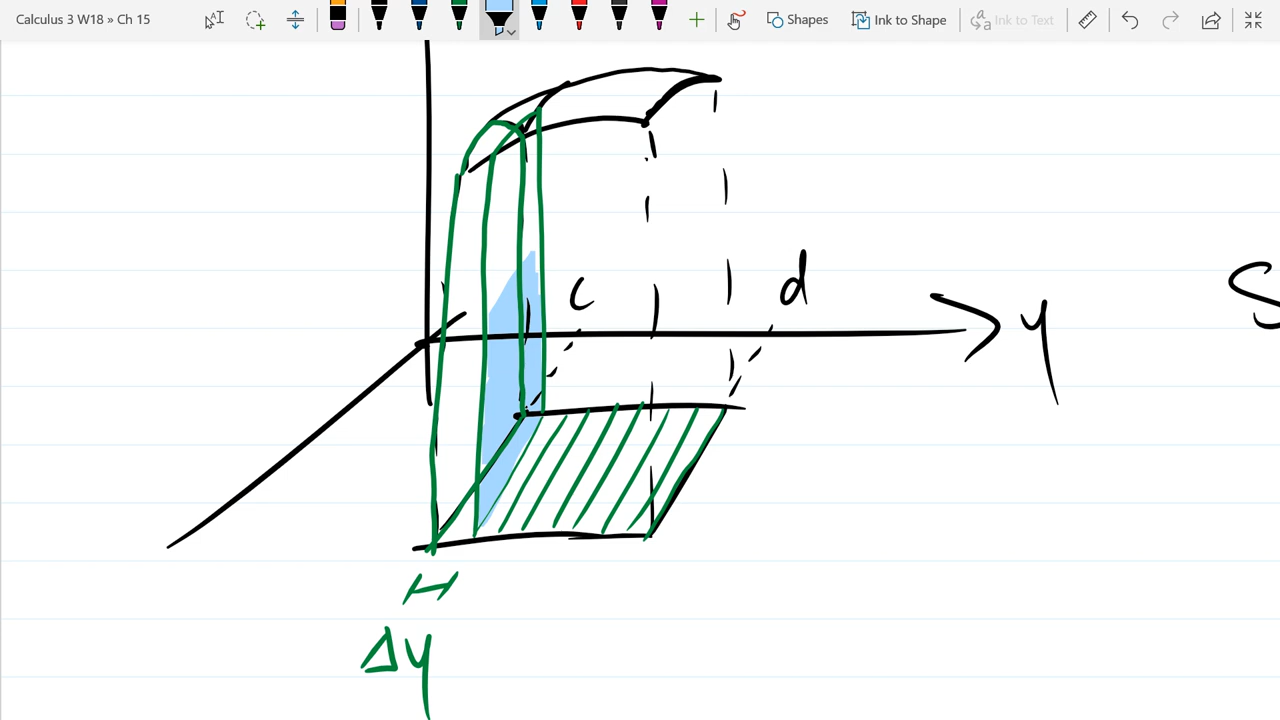 Calculus 3 W18 » Ch 15
Shapes
Ink to Shape
Ink to Text
c
d
y
S
Δy